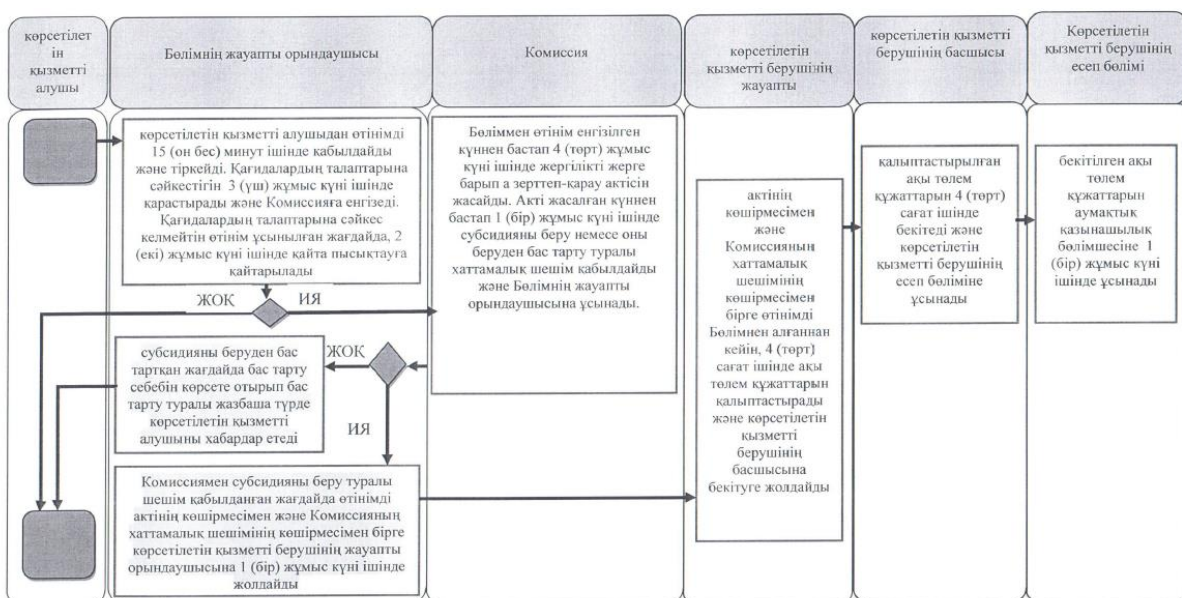 көрсетілет
ін
қызметті
алушы
Бөлімнің жауапты орындаушысы
Комиссия
көрсетілетін
қызметті берушінің
жауапты
көрсетілетін қызметті
берушінің басшысы
Көрсетілетін
қызметті берушінің
есеп бөлімі
көрсетілетін қызметті алушыдан өтінімді
15 (он бес) минут ішінде қабылдайды
және тіркейді. Қағидалардың талаптарына
сәйкестігін 3 (үш) жұмыс күні ішінде
қарастырады және Комиссияға енгізеді.
Қағидалардың талаптарына сәйкес
келмейтін өтінім ұсынылған жағдайда, 2
(екі) жұмыс күні ішінде қайта пысықтауға
қайтарылады
ЖОҚ
ИЯ
субсидияны беруден бас
тартқан жағдайда бас тарту
себебін көрсете отырып бас
тарту туралы жазбаша түрде
көрсетілетін қызметті
алушыны хабардар етеді
ЖОҚ
ИЯ
Комиссиямен субсидияны беру туралы
шешім қабылданған жағдайда өтінімді
актінің көшірмесімен және Комиссияның
хаттамалық шешімінің көшірмесімен бірге
көрсетілетін қызметті берушінің жауапты
орындаушысына 1 (бір) жұмыс күні ішінде
жолдайды
Бөліммен өтінім енгізілген
күннен бастап 4 (төрт) жұмыс
күні ішінде жергілікті жерге
барып а зерттеп-қарау актісін
жасайды. Акті жасалған күннен
бастап 1 (бір) жұмыс күні ішінде
субсидияны беру немесе оны
беруден бас тарту туралы
хаттамалық шешім қабылдайды
және Бөлімнің жауапты
орындаушысына ұсынады.
актінің
көшірмесімен
және
Комиссияның
хаттамалық
шешімінің
көшірмесімен
бірге өтінімді
Бөлімнен алғаннан
кейін, 4 (төрт)
сағат ішінде ақы
төлем құжаттарын
қалыптастырады
және көрсетілетін
қызметті
берушінің
басшысына
бекітуге жолдайды
қалыптастырылған
ақы төлем
құжаттарын 4 (төрт)
сағат ішінде
бекітеді және
көрсетілетін
қызметті берушінің
есеп бөліміне
ұсынады
бекітілген ақы
төлем
құжаттарын
аумақтық
қазынашылық
бөлімшесіне 1
(бір) жұмыс күні
ішінде ұсынады